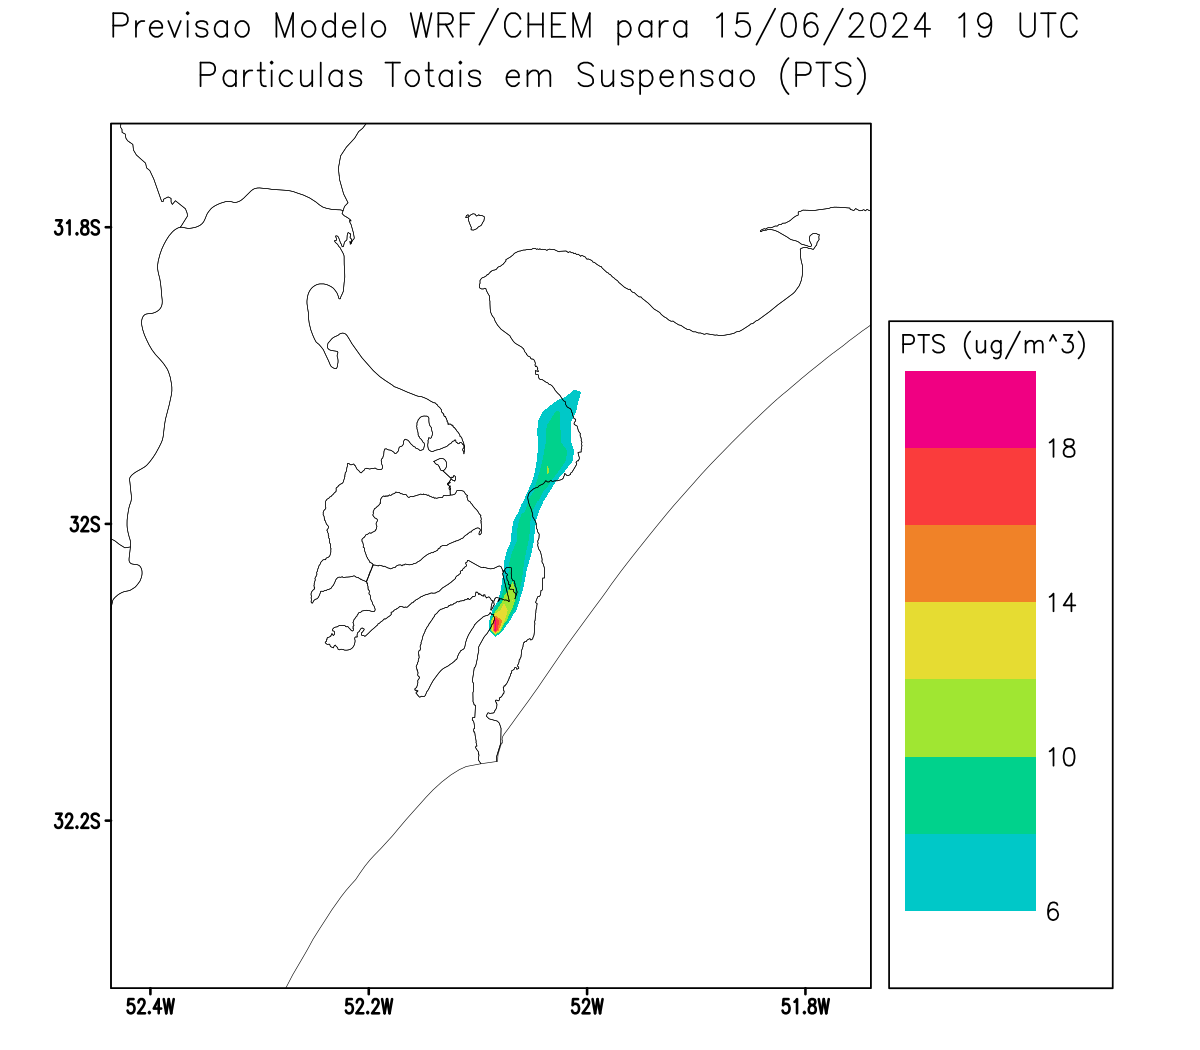 Previsao Modelo WRF/CHEM para 15/06/2024 19 UTC
Particulas Totais em Suspensao (PTS)
31.8S
32S
32.2S
52.4W
52.2W
52W
51.8W
PTS (ug/m^3)
18
14
10
6